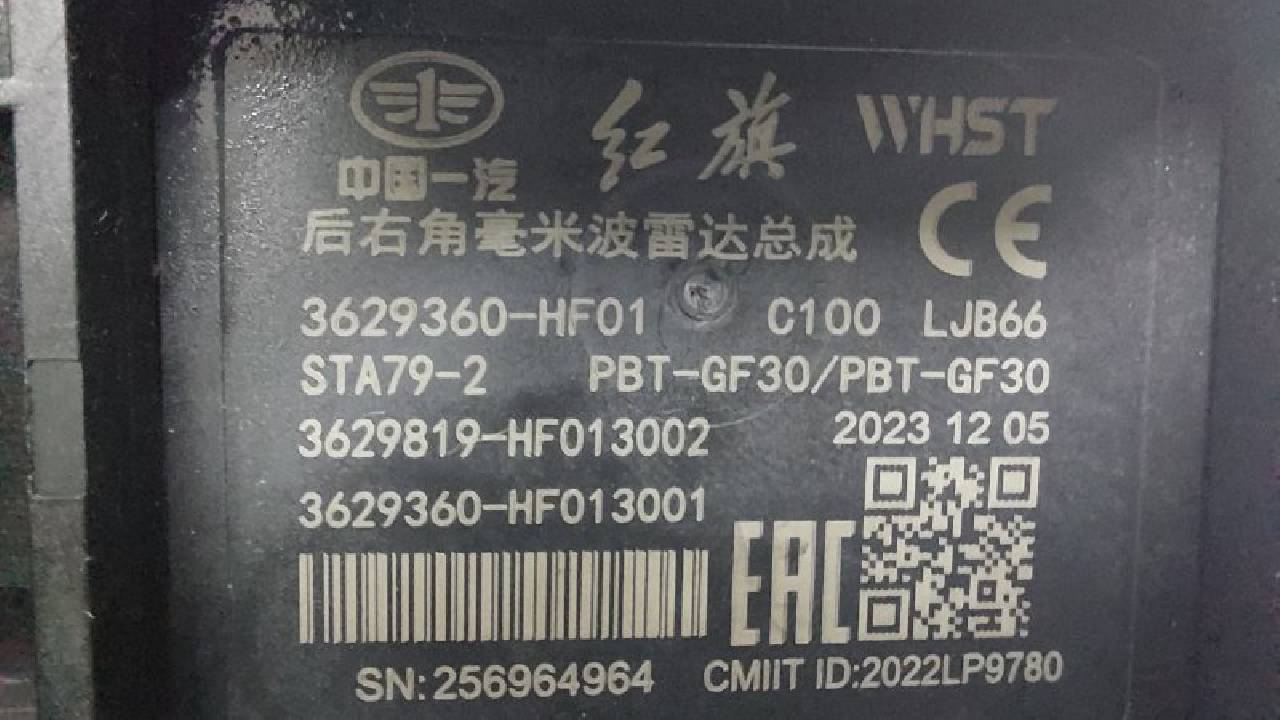 红旗 WHST
中国一汽
后右角毫米波雷达总成 CE
3629360-HF01 C100 LJB66
STA79-2 PBT-GF30/PBT-GF30
3629819-HF013002 2023 12 05
3629360-HF013001
EAC
SN:256964964 CMIIT ID:2022LP9780